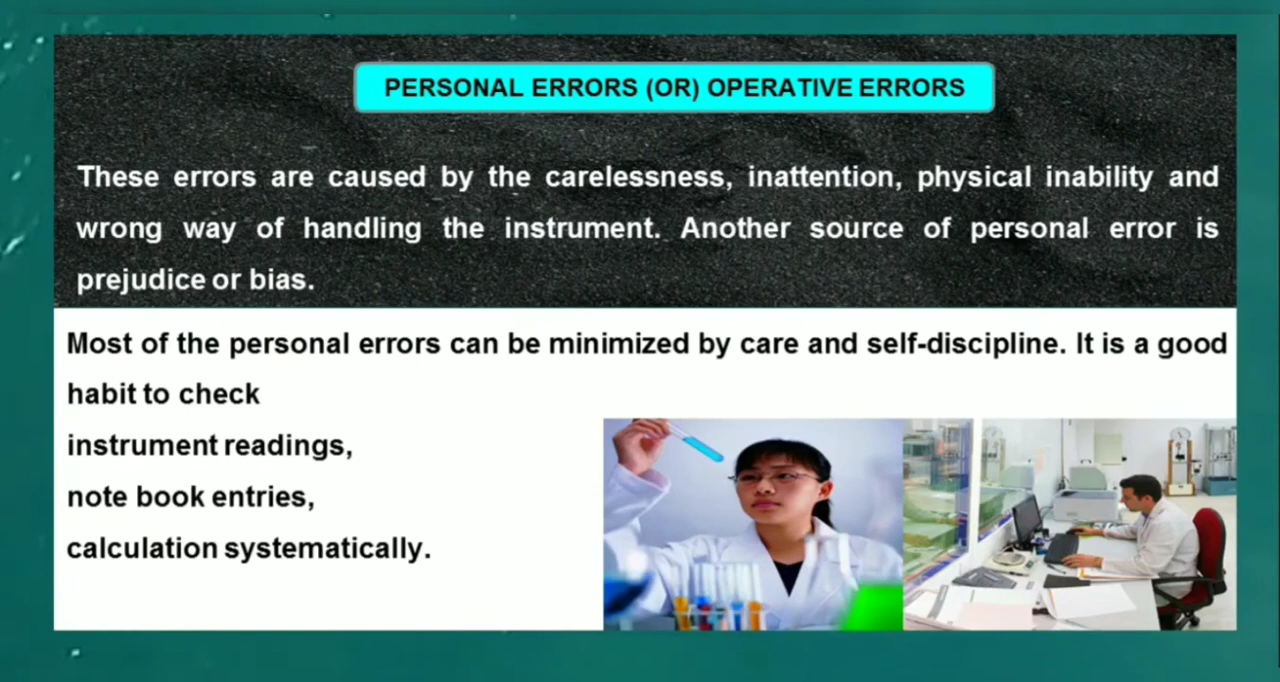 PERSONAL ERRORS (OR) OPERATIVE ERRORS
These errors are caused by the carelessness, inattention, physical inability and
wrong way of handling the instrument. Another source of personal error is
prejudice or bias.
Most of the personal errors can be minimized by care and self-discipline. It is a good
habit to check
instrument readings,
note book entries,
calculation systematically.